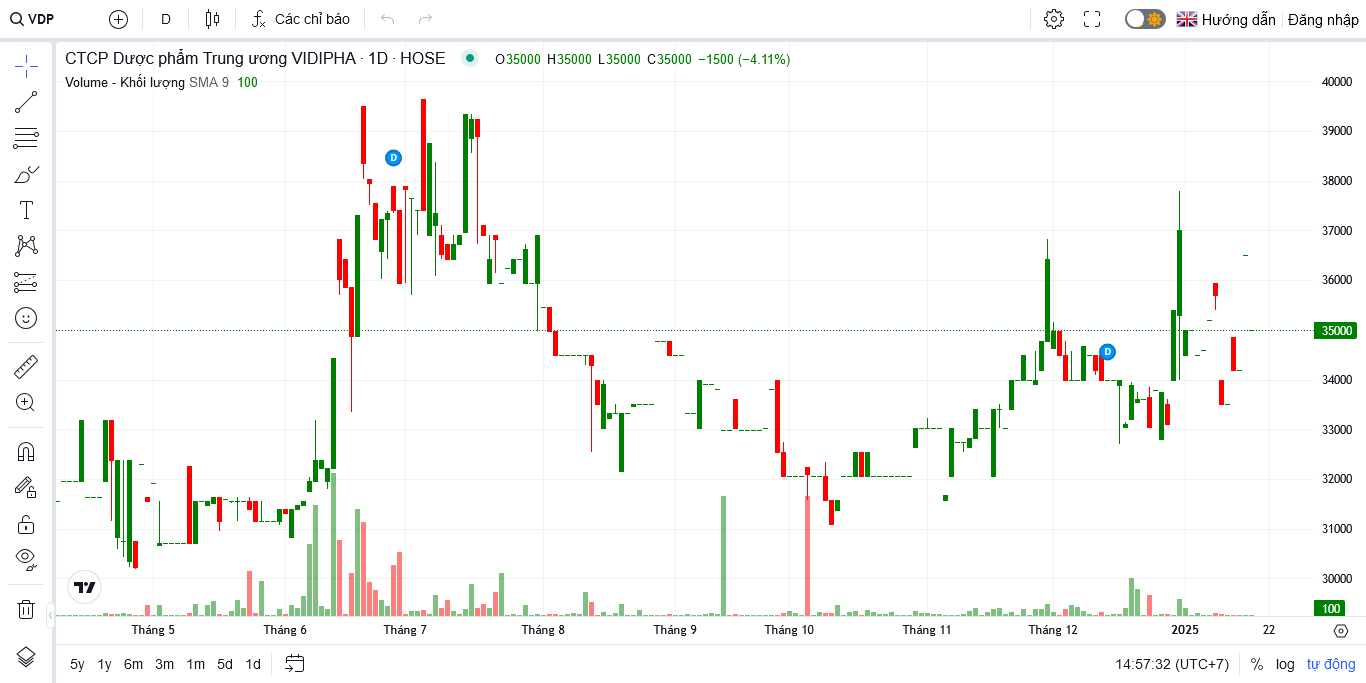 VDP D Các chỉ báo Hướng dẫn Đăng nhập
CTCP Dược phẩm Trung ương VIDIPHA · 1D · HOSE O35000 H35000 L35000 C35000 −1500 (−4.11%)
Volume - Khối lượng SMA 9 100
40000
39000
38000
37000
36000
35000
34000
33000
32000
31000
30000
100
D
D
Tháng 5 Tháng 6 Tháng 7 Tháng 8 Tháng 9 Tháng 10 Tháng 11 Tháng 12 2025 22
5y 1y 6m 3m 1m 5d 1d 14:57:32 (UTC+7) % log tự động